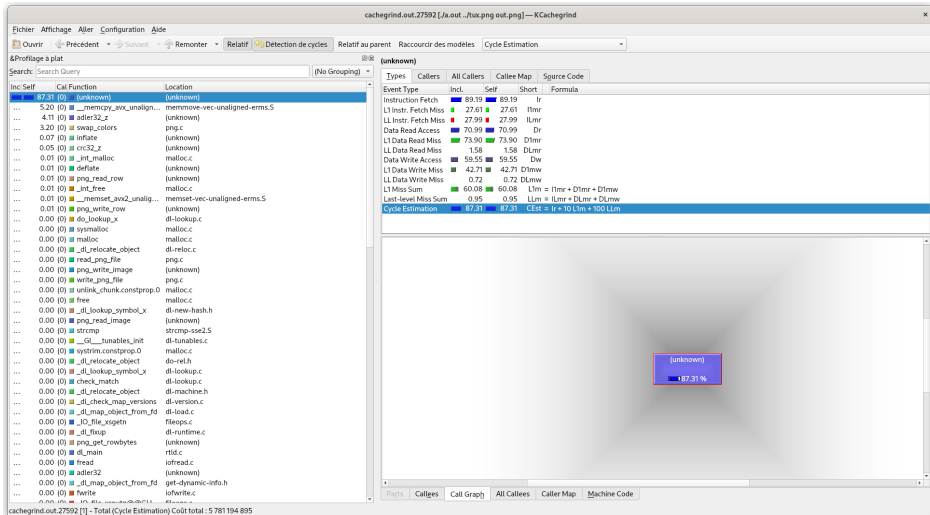 cachegrind.out.27592 [./a.out ../tux.png out.png] — KCachegrind
Fichier Affichage Aller Configuration Aide
Ouvrir Précédent Suivant Remonter Relatif Détection de cycles Relatif au parent Raccourcir des modèles Cycle Estimation
&Profilage à plat
Search: Search Query (No Grouping)
Incl Self Cal Function Location
... 87.31 (0) (unknown) (unknown)
... 5.20 (0) __memcpy_avx_unalign... memmove-vec-unaligned-erms.S
... 4.11 (0) adler32_z (unknown)
... 3.20 (0) swap_colors png.c
... 0.07 (0) inflate (unknown)
... 0.05 (0) crc32_z (unknown)
... 0.01 (0) _int_malloc malloc.c
... 0.01 (0) deflate (unknown)
... 0.01 (0) png_read_row (unknown)
... 0.01 (0) _int_free malloc.c
... 0.01 (0) __memset_avx2_unalig... memset-vec-unaligned-erms.S
... 0.01 (0) png_write_row (unknown)
... 0.00 (0) do_lookup_x dl-lookup.c
... 0.00 (0) sysmalloc malloc.c
... 0.00 (0) malloc malloc.c
... 0.00 (0) _dl_relocate_object dl-reloc.c
... 0.00 (0) read_png_file png.c
... 0.00 (0) png_write_image (unknown)
... 0.00 (0) write_png_file png.c
... 0.00 (0) unlink_chunk.constprop.0 malloc.c
... 0.00 (0) free malloc.c
... 0.00 (0) _dl_lookup_symbol_x dl-new-hash.h
... 0.00 (0) png_read_image (unknown)
... 0.00 (0) strcmp strcmp-sse2.S
... 0.00 (0) __GI___tunables_init dl-tunables.c
... 0.00 (0) systrim.constprop.0 malloc.c
... 0.00 (0) _dl_relocate_object do-rel.h
... 0.00 (0) _dl_lookup_symbol_x dl-lookup.c
... 0.00 (0) check_match dl-lookup.c
... 0.00 (0) _dl_relocate_object dl-machine.h
... 0.00 (0) _dl_check_map_versions dl-version.c
... 0.00 (0) _dl_map_object_from_fd dl-load.c
... 0.00 (0) _IO_file_xsgetn fileops.c
... 0.00 (0) _dl_fixup dl-runtime.c
... 0.00 (0) png_get_rowbytes (unknown)
... 0.00 (0) dl_main rtld.c
... 0.00 (0) fread iofread.c
... 0.00 (0) adler32 (unknown)
... 0.00 (0) _dl_map_object_from_fd get-dynamic-info.h
... 0.00 (0) fwrite iofwrite.c
(unknown)
Types Callers All Callers Callee Map Source Code
Event Type Incl. Self Short Formula
Instruction Fetch 89.19 89.19 Ir
L1 Instr. Fetch Miss 27.61 27.61 I1mr
LL Instr. Fetch Miss 27.99 27.99 ILmr
Data Read Access 70.99 70.99 Dr
L1 Data Read Miss 73.90 73.90 D1mr
LL Data Read Miss 1.58 1.58 DLmr
Data Write Access 59.55 59.55 Dw
L1 Data Write Miss 42.71 42.71 D1mw
LL Data Write Miss 0.72 0.72 DLmw
L1 Miss Sum 60.08 60.08 L1m = I1mr + D1mr + D1mw
Last-level Miss Sum 0.95 0.95 LLm = ILmr + DLmr + DLmw
Cycle Estimation 87.31 87.31 CEst = Ir + 10 L1m + 100 LLm
(unknown)
87.31 %
Parts Callees Call Graph All Callees Caller Map Machine Code
cachegrind.out.27592 [1] - Total (Cycle Estimation) Coût total : 5 781 194 895